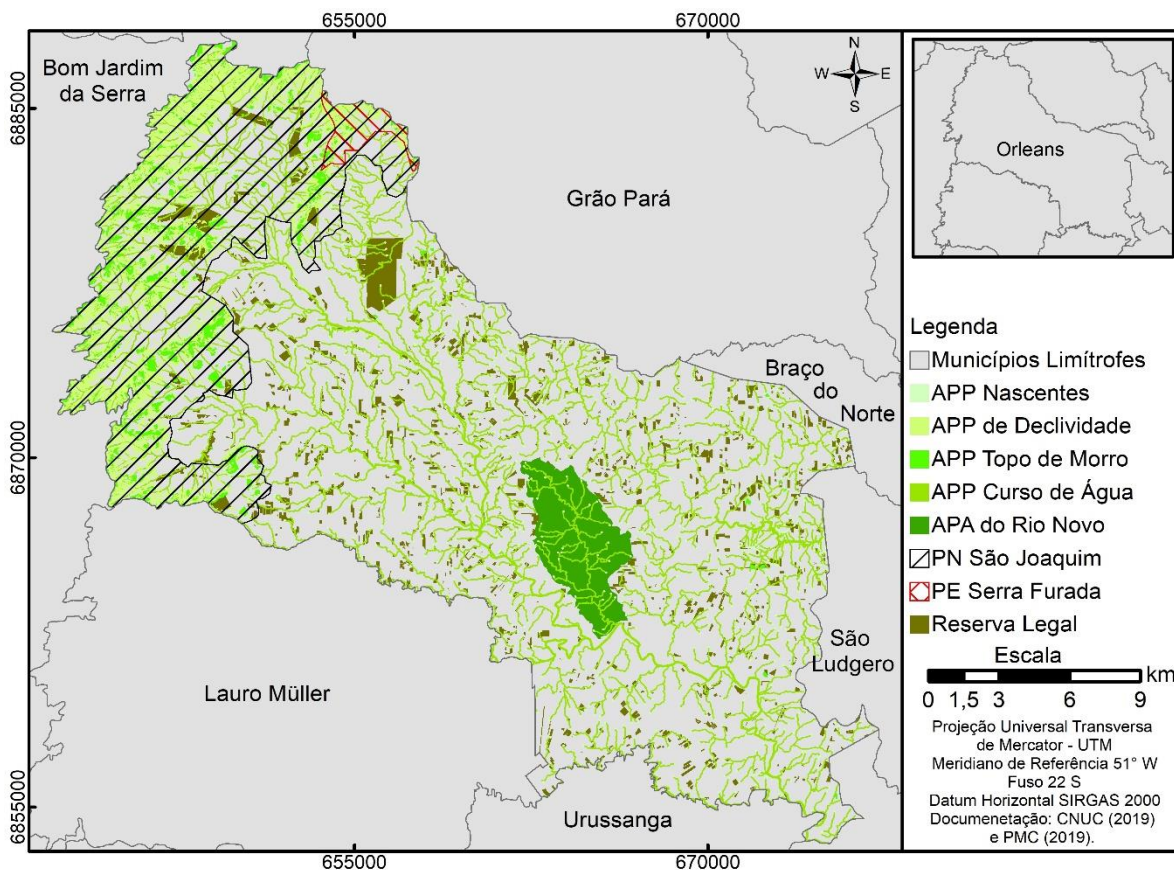 655000
670000
Bom Jardim
da Serra
N
W
E
S
6885000
6885000
Grão Pará
Orleans
Braço
do
Norte
6870000
6870000
São
Ludgero
Lauro Müller
6855000
6855000
Urussanga
655000
670000
Legenda
Municípios Limítrofes
APP Nascentes
APP de Declividade
APP Topo de Morro
APP Curso de Água
APA do Rio Novo
PN São Joaquim
PE Serra Furada
Reserva Legal
Escala
0 1,5 3 6 9 km
Projeção Universal Transversa
de Mercator - UTM
Meridiano de Referência 51° W
Fuso 22 S
Datum Horizontal SIRGAS 2000
Documenetação: CNUC (2019)
e PMC (2019).